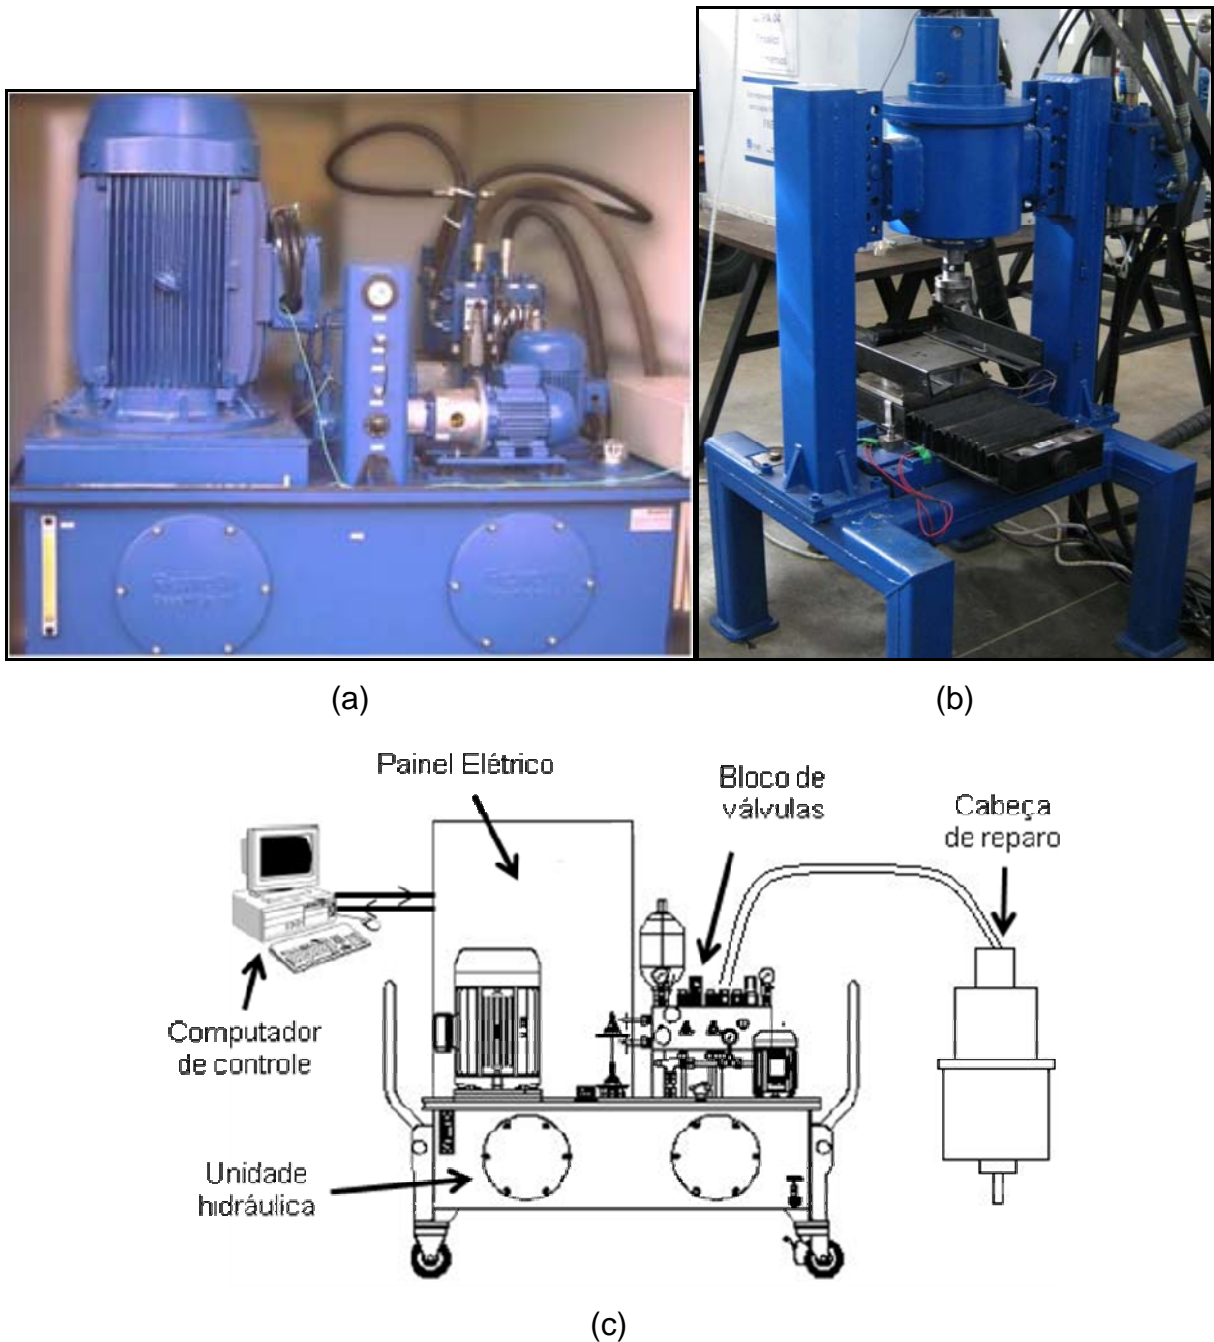 (a)
(b)
Painel Elétrico
Bloco de
válvulas
Cabeça
de reparo
Computador
de controle
Unidade
hidráulica
(c)